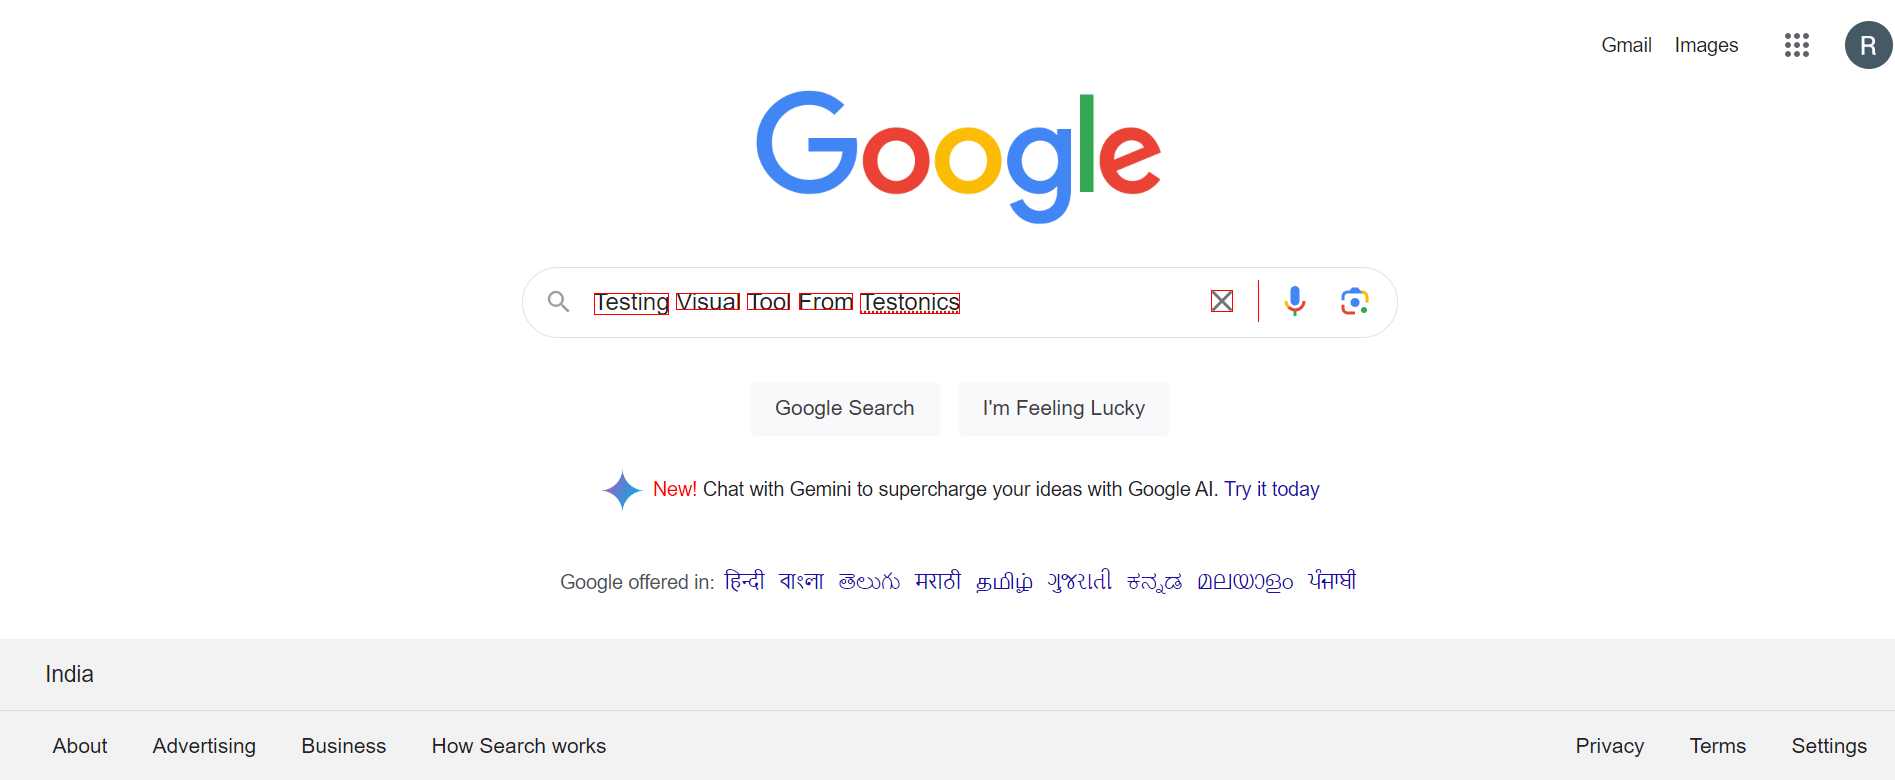 Gmail Images R
Google
Testing Visual Tool From Testonics
Google Search I'm Feeling Lucky
New! Chat with Gemini to supercharge your ideas with Google AI. Try it today
Google offered in: हिन्दी বাংলা తెలుగు मराठी தமிழ் ગુજરાતી ಕನ್ನಡ മലയാളം ਪੰਜਾਬੀ
India
About Advertising Business How Search works Privacy Terms Settings